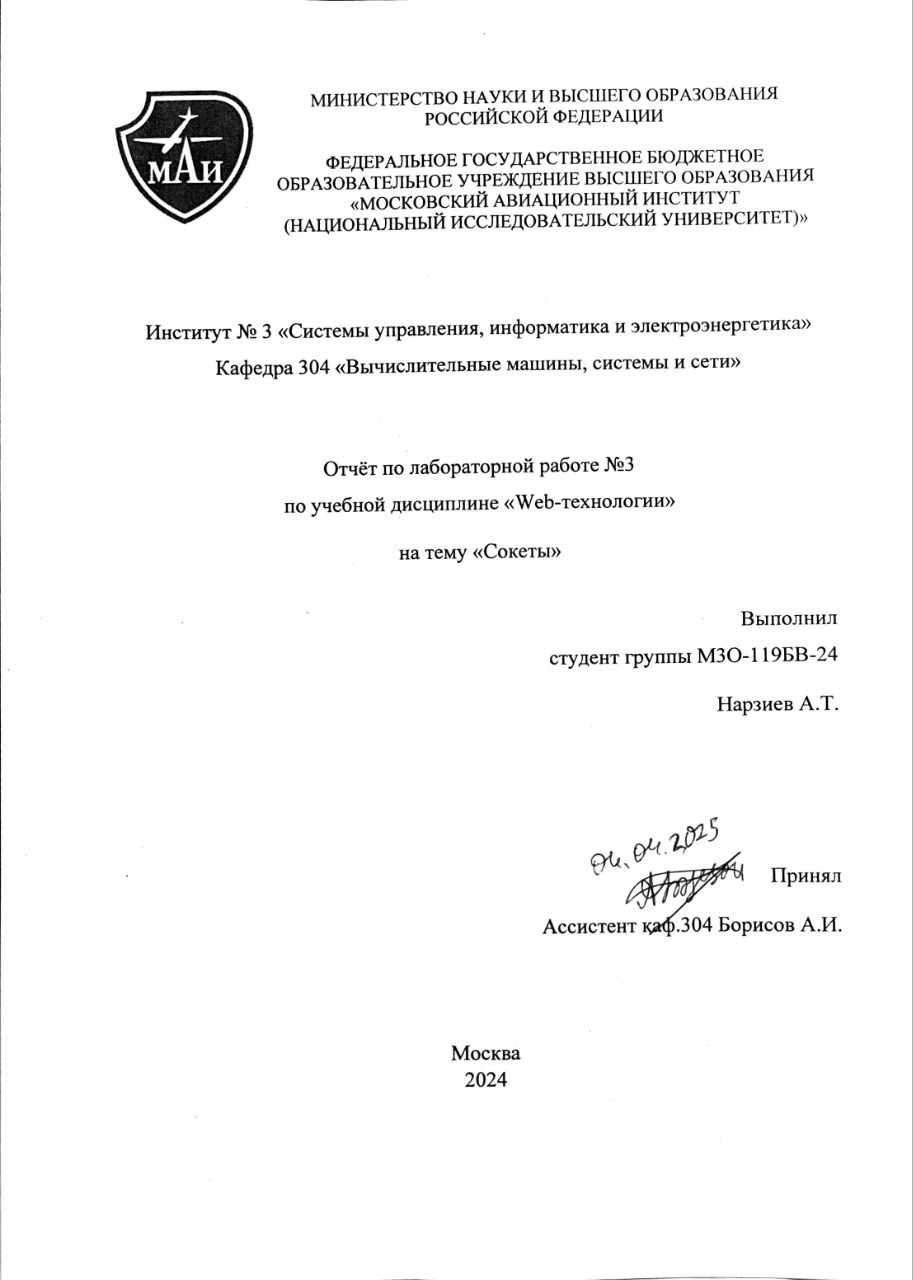 МИНИСТЕРСТВО НАУКИ И ВЫСШЕГО ОБРАЗОВАНИЯ
РОССИЙСКОЙ ФЕДЕРАЦИИ
МАИ
ФЕДЕРАЛЬНОЕ ГОСУДАРСТВЕННОЕ БЮДЖЕТНОЕ
ОБРАЗОВАТЕЛЬНОЕ УЧРЕЖДЕНИЕ ВЫСШЕГО ОБРАЗОВАНИЯ
«МОСКОВСКИЙ АВИАЦИОННЫЙ ИНСТИТУТ
(НАЦИОНАЛЬНЫЙ ИССЛЕДОВАТЕЛЬСКИЙ УНИВЕРСИТЕТ)»
Институт № 3 «Системы управления, информатика и электроэнергетика»
Кафедра 304 «Вычислительные машины, системы и сети»
Отчёт по лабораторной работе №3
по учебной дисциплине «Web-технологии»
на тему «Сокеты»
Выполнил
студент группы М3О-119БВ-24
Нарзиев А.Т.
04.04.2025
Принял
Ассистент каф.304 Борисов А.И.
Москва
2024